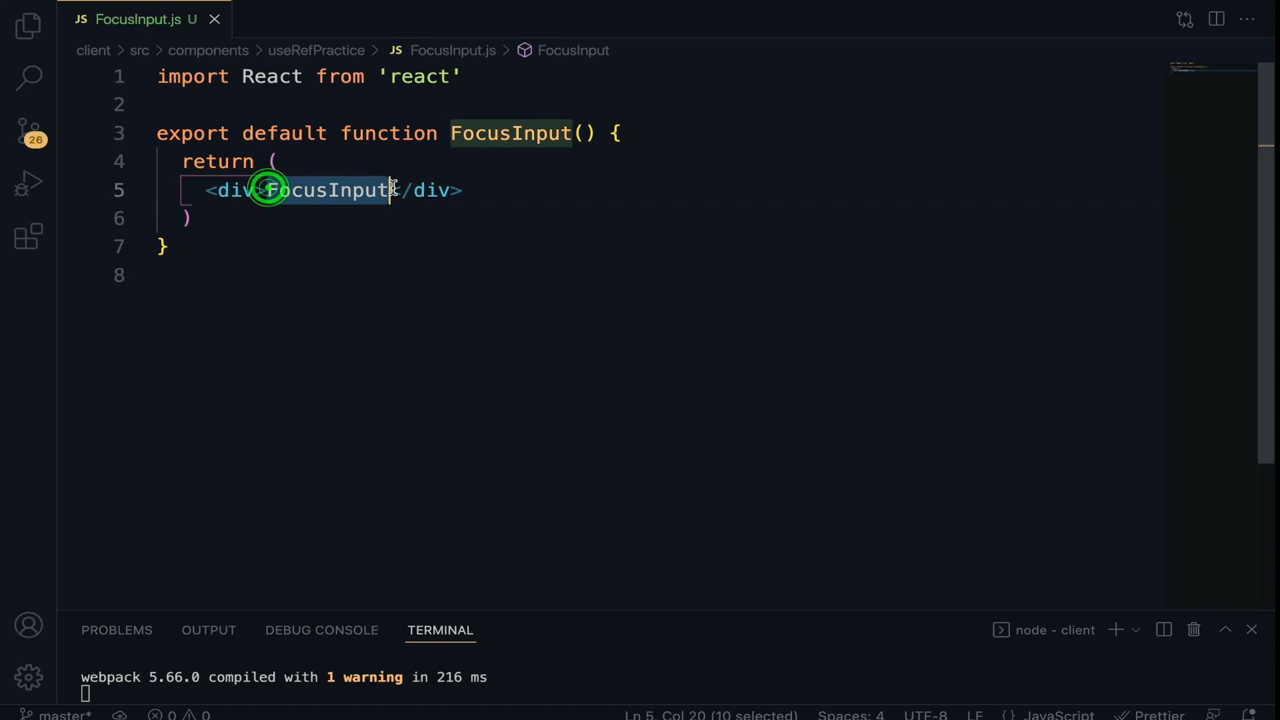 JS FocusInput.js U
client > src > components > useRefPractice > JS FocusInput.js > FocusInput
1 import React from 'react'
2
3 export default function FocusInput() {
4 return (
5 <div>FocusInput</div>
6 )
7 }
8
26
PROBLEMS OUTPUT DEBUG CONSOLE TERMINAL node - client
webpack 5.66.0 compiled with 1 warning in 216 ms
master* 0 0 Ln 5, Col 20 (10 selected) Spaces: 4 UTF-8 LF {} JavaScript Prettier